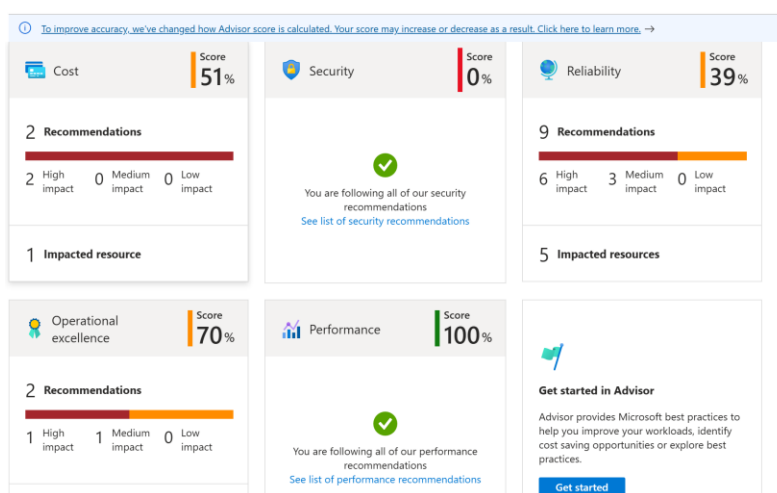 To improve accuracy, we've changed how Advisor score is calculated. Your score may increase or decrease as a result. Click here to learn more. →
Cost
Score
51%
2 Recommendations
2 High impact 0 Medium impact 0 Low impact
1 Impacted resource
Security
Score
0%
You are following all of our security
recommendations
See list of security recommendations
Reliability
Score
39%
9 Recommendations
6 High impact 3 Medium impact 0 Low impact
5 Impacted resources
Operational
excellence
Score
70%
2 Recommendations
1 High impact 1 Medium impact 0 Low impact
Performance
Score
100%
You are following all of our performance
recommendations
See list of performance recommendations
Get started in Advisor
Advisor provides Microsoft best practices to
help you improve your workloads, identify
cost saving opportunities or explore best
practices.
Get started